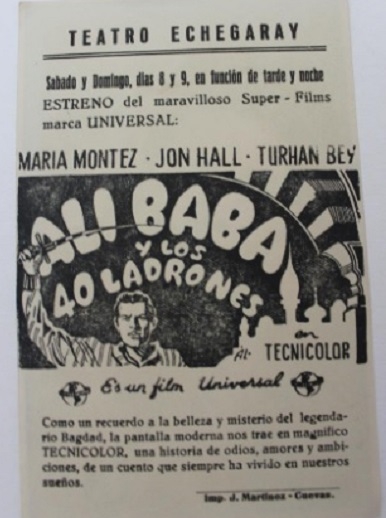 TEATRO ECHEGARAY
Sabado y Domingo, dias 8 y 9, en función de tarde y noche
ESTRENO del maravilloso Super - Films
marca UNIVERSAL:
MARIA MONTEZ - JON HALL - TURHAN BEY
ALI BABA
Y LOS
40 LADRONES
en
TECNICOLOR
Es un film Universal
Como un recuerdo a la belleza y misterio del legenda-
rio Bagdad, la pantalla moderna nos trae en magnifico
TECNICOLOR, una historia de odios, amores y ambi-
ciones, de un cuento que siempre ha vivido en nuestros
sueños.
Imp. J. Martinez - Cuevas.